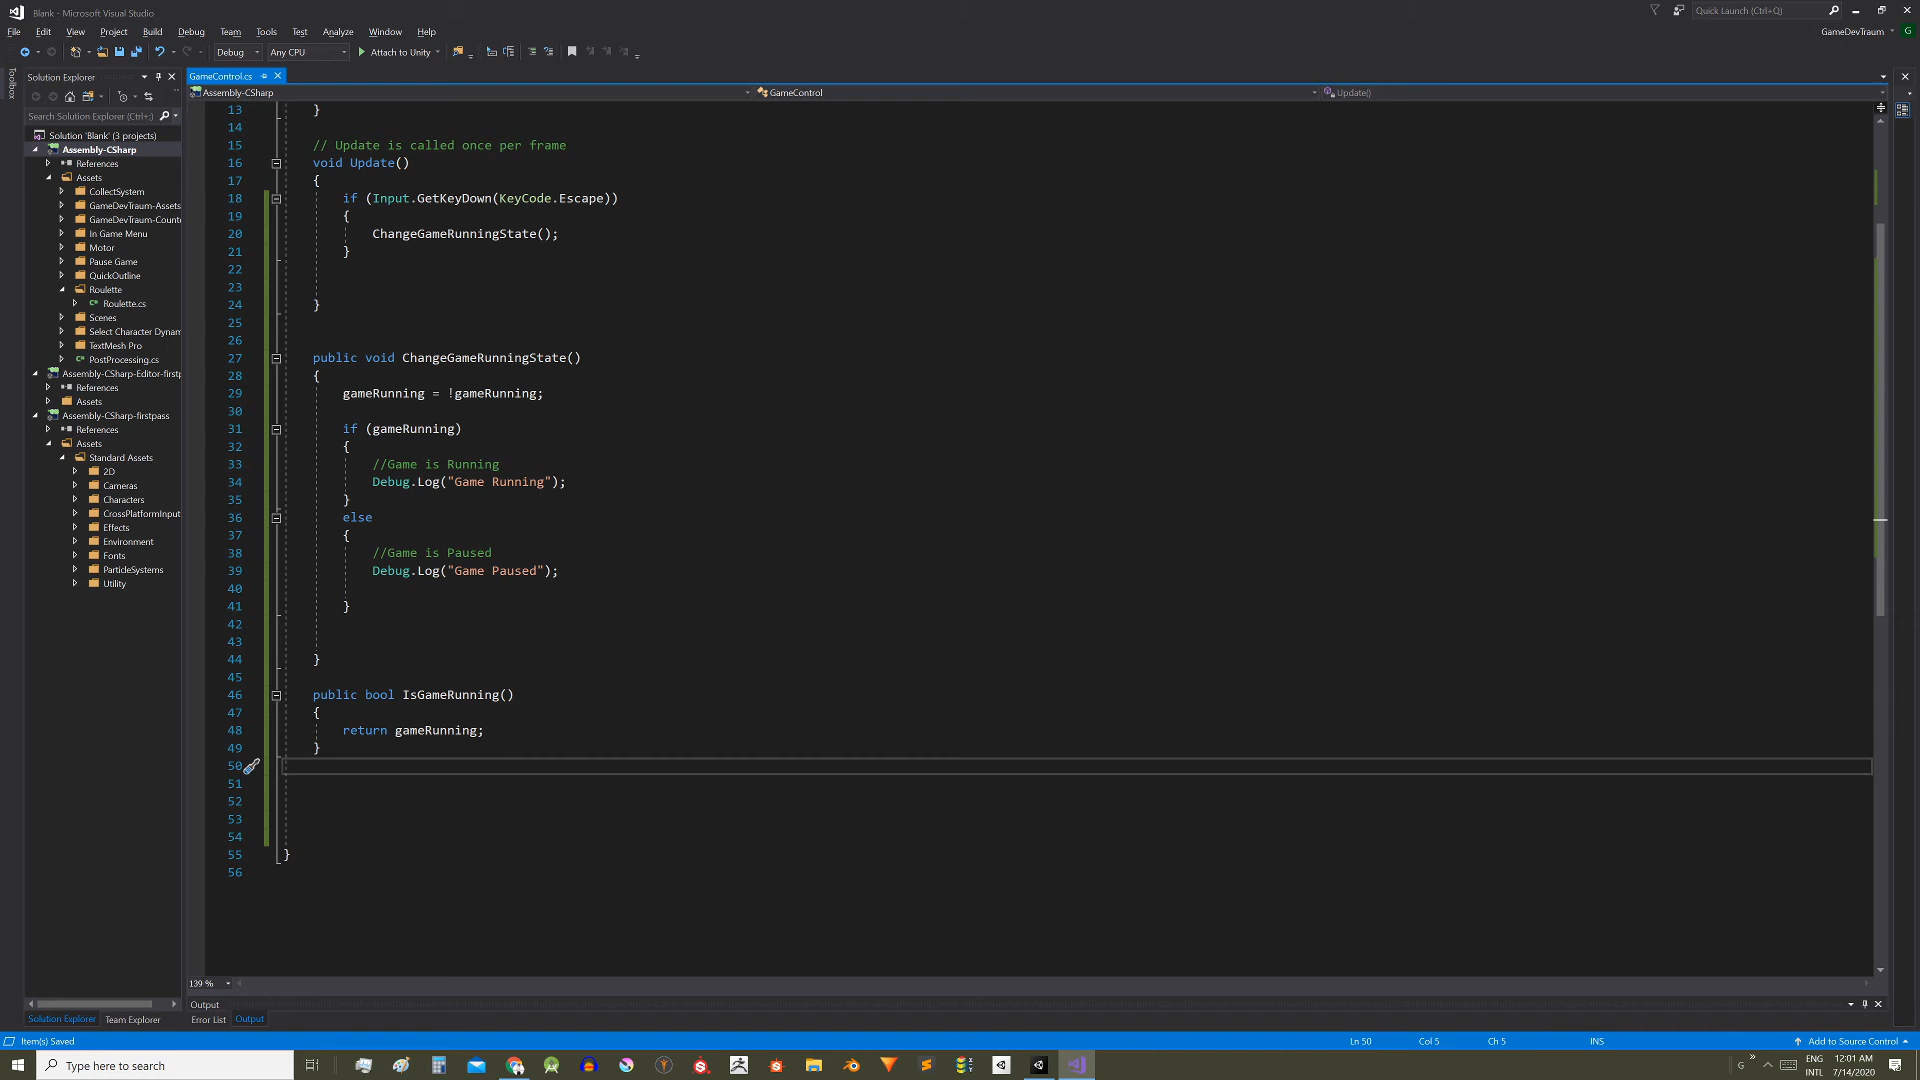 Blank - Microsoft Visual Studio
Quick Launch (Ctrl+Q)
File Edit View Project Build Debug Team Tools Test Analyze Window Help
GameDevTraum G
Debug Any CPU Attach to Unity
Toolbox
Solution Explorer
Search Solution Explorer (Ctrl+;)
Solution 'Blank' (3 projects)
Assembly-CSharp
References
Assets
CollectSystem
GameDevTraum-Assets
GameDevTraum-Counte
In Game Menu
Motor
Pause Game
QuickOutline
Roulette
C# Roulette.cs
Scenes
Select Character Dynam
TextMesh Pro
C# PostProcessing.cs
Assembly-CSharp-Editor-firstp
References
Assets
Assembly-CSharp-firstpass
References
Assets
Standard Assets
2D
Cameras
Characters
CrossPlatformInput
Effects
Environment
Fonts
ParticleSystems
Utility
Solution Explorer Team Explorer
GameControl.cs
Assembly-CSharp GameControl Update()
13 }
14
15 // Update is called once per frame
16 void Update()
17 {
18 if (Input.GetKeyDown(KeyCode.Escape))
19 {
20 ChangeGameRunningState();
21 }
22
23
24 }
25
26
27 public void ChangeGameRunningState()
28 {
29 gameRunning = !gameRunning;
30
31 if (gameRunning)
32 {
33 //Game is Running
34 Debug.Log("Game Running");
35 }
36 else
37 {
38 //Game is Paused
39 Debug.Log("Game Paused");
40
41 }
42
43
44 }
45
46 public bool IsGameRunning()
47 {
48 return gameRunning;
49 }
50
51
52
53
54
55 }
56
139 %
Output
Error List Output
Item(s) Saved Ln 50 Col 5 Ch 5 INS Add to Source Control
Type here to search
ENG
INTL
12:01 AM
7/14/2020